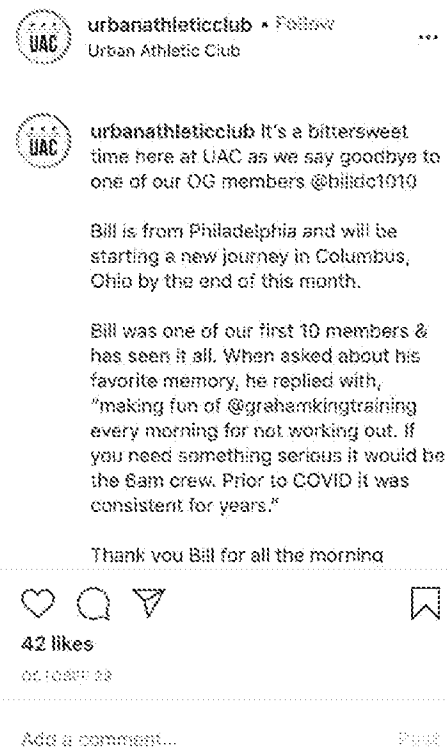 urbanathleticclub • Follow
Urban Athletic Club
UAC
UAC
urbanathleticclub It's a bittersweet
time here at UAC as we say goodbye to
one of our OG members
Bill is from Philadelphia and will be
starting a new journey in Columbus,
Ohio by the end of this month.
Bill was one of our first 10 members &
has seen it all. When asked about his
favorite memory, he replied with,
"making fun of @grahamkingtraining
every morning for not working out. If
you need something serious it would be
the 6am crew. Prior to COVID it was
consistent for years."
Thank you Bill for all the morning
42 likes
OCTOBER
Add a comment...
Post